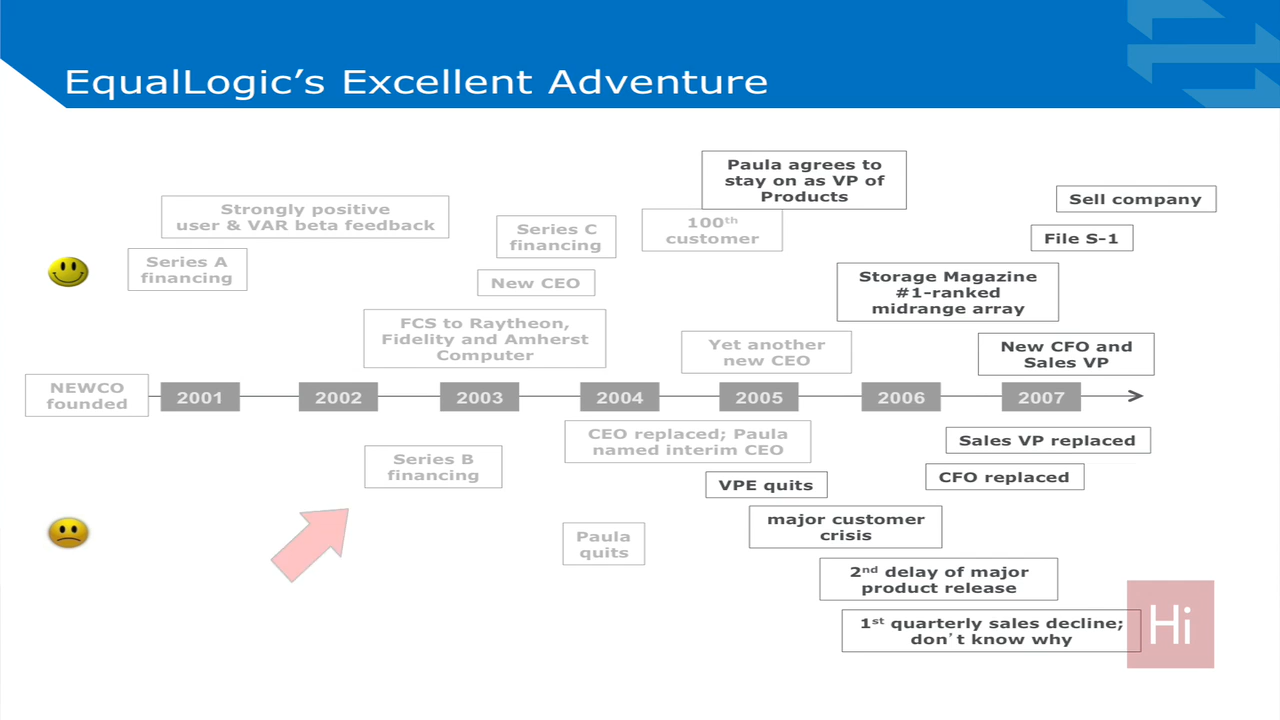 EqualLogic’s Excellent Adventure
Paula agrees to
stay on as VP of
Products
Sell company
Strongly positive
user & VAR beta feedback
Series C
financing
100th
customer
File S-1
Series A
financing
New CEO
Storage Magazine
#1-ranked
midrange array
FCS to Raytheon,
Fidelity and Amherst
Computer
Yet another
new CEO
New CFO and
Sales VP
NEWCO
founded
2001
2002
2003
2004
2005
2006
2007
CEO replaced; Paula
named interim CEO
Sales VP replaced
Series B
financing
VPE quits
CFO replaced
Paula
quits
major customer
crisis
2nd delay of major
product release
1st quarterly sales decline;
don’t know why
Hi